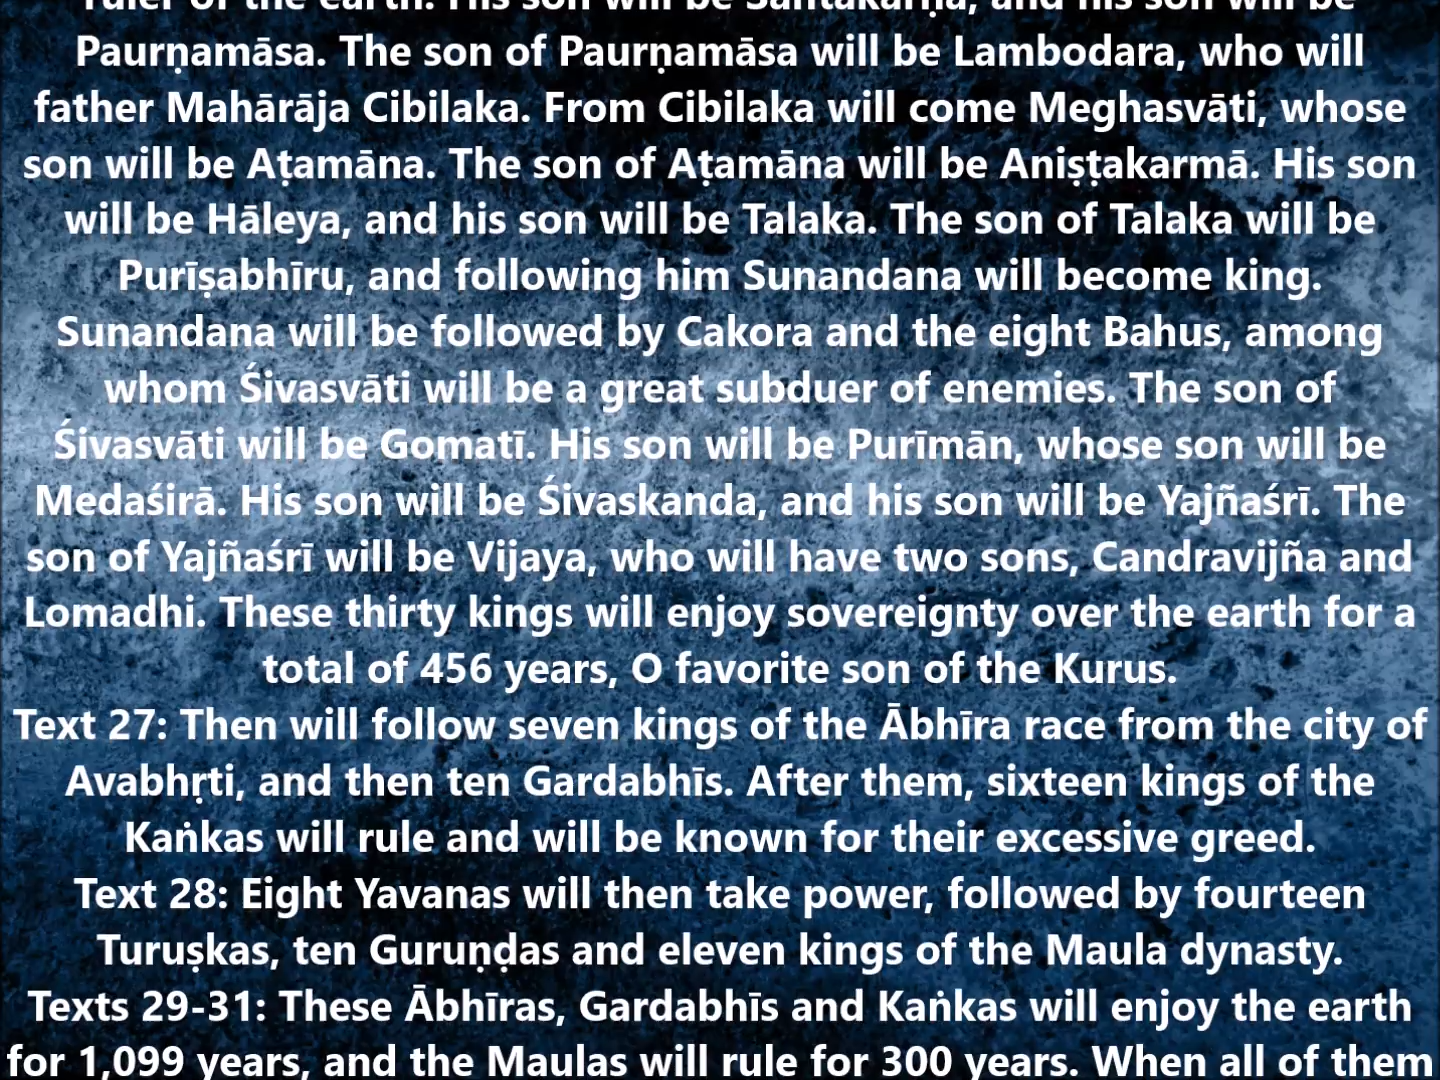 ruler of the earth. His son will be Śāntakarṇa, and his son will be
Paurṇamāsa. The son of Paurṇamāsa will be Lambodara, who will
father Mahārāja Cibilaka. From Cibilaka will come Meghasvāti, whose
son will be Aṭamāna. The son of Aṭamāna will be Aniṣṭakarmā. His son
will be Hāleya, and his son will be Talaka. The son of Talaka will be
Purīṣabhīru, and following him Sunandana will become king.
Sunandana will be followed by Cakora and the eight Bahus, among
whom Śivasvāti will be a great subduer of enemies. The son of
Śivasvāti will be Gomatī. His son will be Purīmān, whose son will be
Medaśirā. His son will be Śivaskanda, and his son will be Yajñaśrī. The
son of Yajñaśrī will be Vijaya, who will have two sons, Candravijña and
Lomadhi. These thirty kings will enjoy sovereignty over the earth for a
total of 456 years, O favorite son of the Kurus.
Text 27: Then will follow seven kings of the Ābhīra race from the city of
Avabhṛti, and then ten Gardabhīs. After them, sixteen kings of the
Kaṅkas will rule and will be known for their excessive greed.
Text 28: Eight Yavanas will then take power, followed by fourteen
Turuṣkas, ten Guruṇḍas and eleven kings of the Maula dynasty.
Texts 29-31: These Ābhīras, Gardabhīs and Kaṅkas will enjoy the earth
for 1,099 years, and the Maulas will rule for 300 years. When all of them